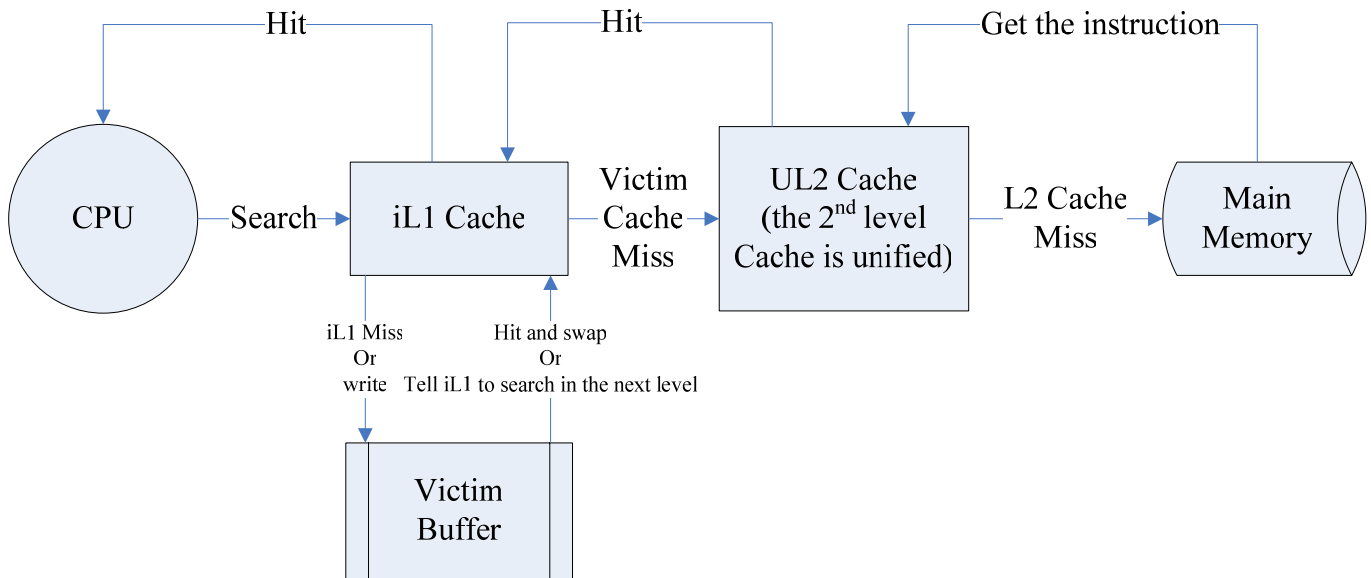 Hit
Hit
Get the instruction
CPU
Search
iL1 Cache
Victim
Cache
Miss
UL2 Cache
(the 2nd level
Cache is unified)
L2 Cache
Miss
Main
Memory
iL1 Miss
Or
write
Hit and swap
Or
Tell iL1 to search in the next level
Victim
Buffer